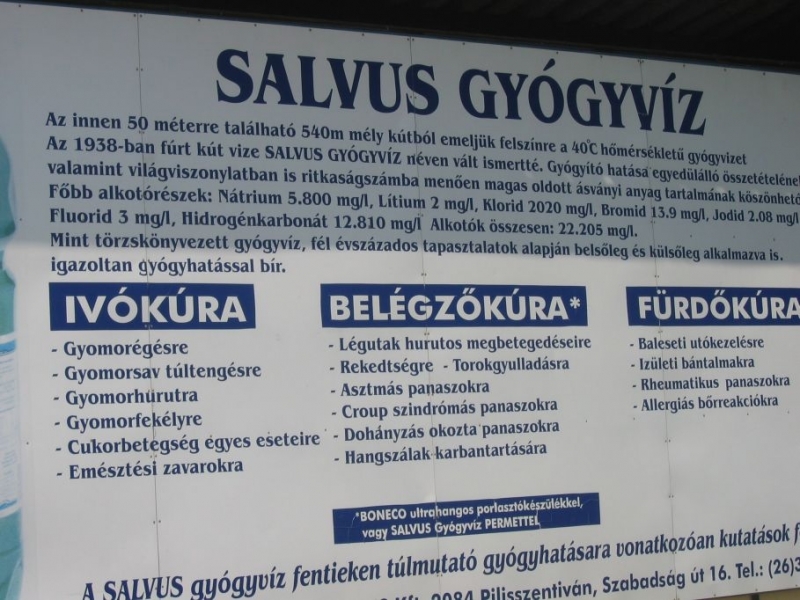 SALVUS GYÓGYVÍZ
Az innen 50 méterre található 540m mély kútból emeljük felszínre a 40°C hőmérsékletű gyógyvizet
Az 1938-ban fúrt kút vize SALVUS GYÓGYVÍZ néven vált ismertté. Gyógyító hatása egyedülálló összetételének
valamint világviszonylatban is ritkaságszámba menően magas oldott ásványi anyag tartalmának köszönhető
Főbb alkotórészek: Nátrium 5.800 mg/l, Lítium 2 mg/l, Klorid 2020 mg/l, Bromid 13.9 mg/l, Jodid 2.08 mg/l
Fluorid 3 mg/l, Hidrogénkarbonát 12.810 mg/l Alkotók összesen: 22.205 mg/l.
Mint törzskönyvezett gyógyvíz, fél évszázados tapasztalatok alapján belsőleg és külsőleg alkalmazva is.
igazoltan gyógyhatással bír.
IVÓKÚRA
- Gyomorégésre
- Gyomorsav túltengésre
- Gyomorhurutra
- Gyomorfekélyre
- Cukorbetegség egyes eseteire
- Emésztési zavarokra
BELÉGZŐKÚRA*
- Légutak hurutos megbetegedéseire
- Rekedtségre - Torokgyulladásra
- Asztmás panaszokra
- Croup szindrómás panaszokra
- Dohányzás okozta panaszokra
- Hangszálak karbantartására
FÜRDŐKÚRA
- Baleseti utókezelésre
- Izületi bántalmakra
- Rheumatikus panaszokra
- Allergiás bőrreakciókra
*BONECO ultrahangos porlasztókészülékkel,
vagy SALVUS Gyógyvíz PERMETTEL
A SALVUS gyógyvíz fentieken túlmutató gyógyhatására vonatkozóan kutatások f
Kft. 2084 Pilisszentiván, Szabadság út 16. Tel.: (26)3